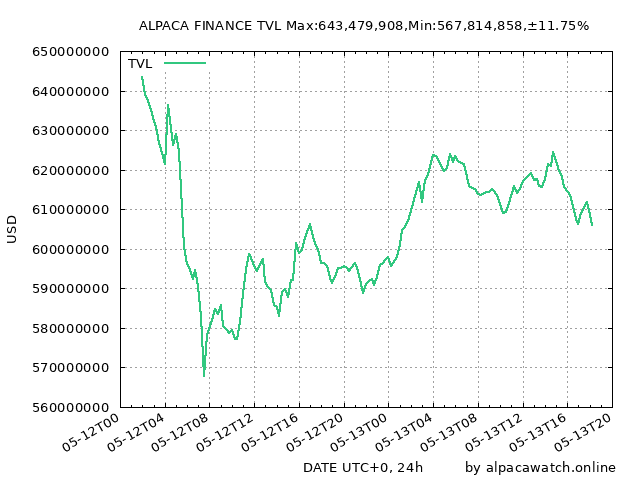 ALPACA FINANCE TVL Max:643,479,908,Min:567,814,858,±11.75%
TVL
650000000
640000000
630000000
620000000
610000000
600000000
590000000
580000000
570000000
560000000
USD
05-12T00
05-12T04
05-12T08
05-12T12
05-12T16
05-12T20
05-13T00
05-13T04
05-13T08
05-13T12
05-13T16
05-13T20
DATE UTC+0, 24h
by alpacawatch.online